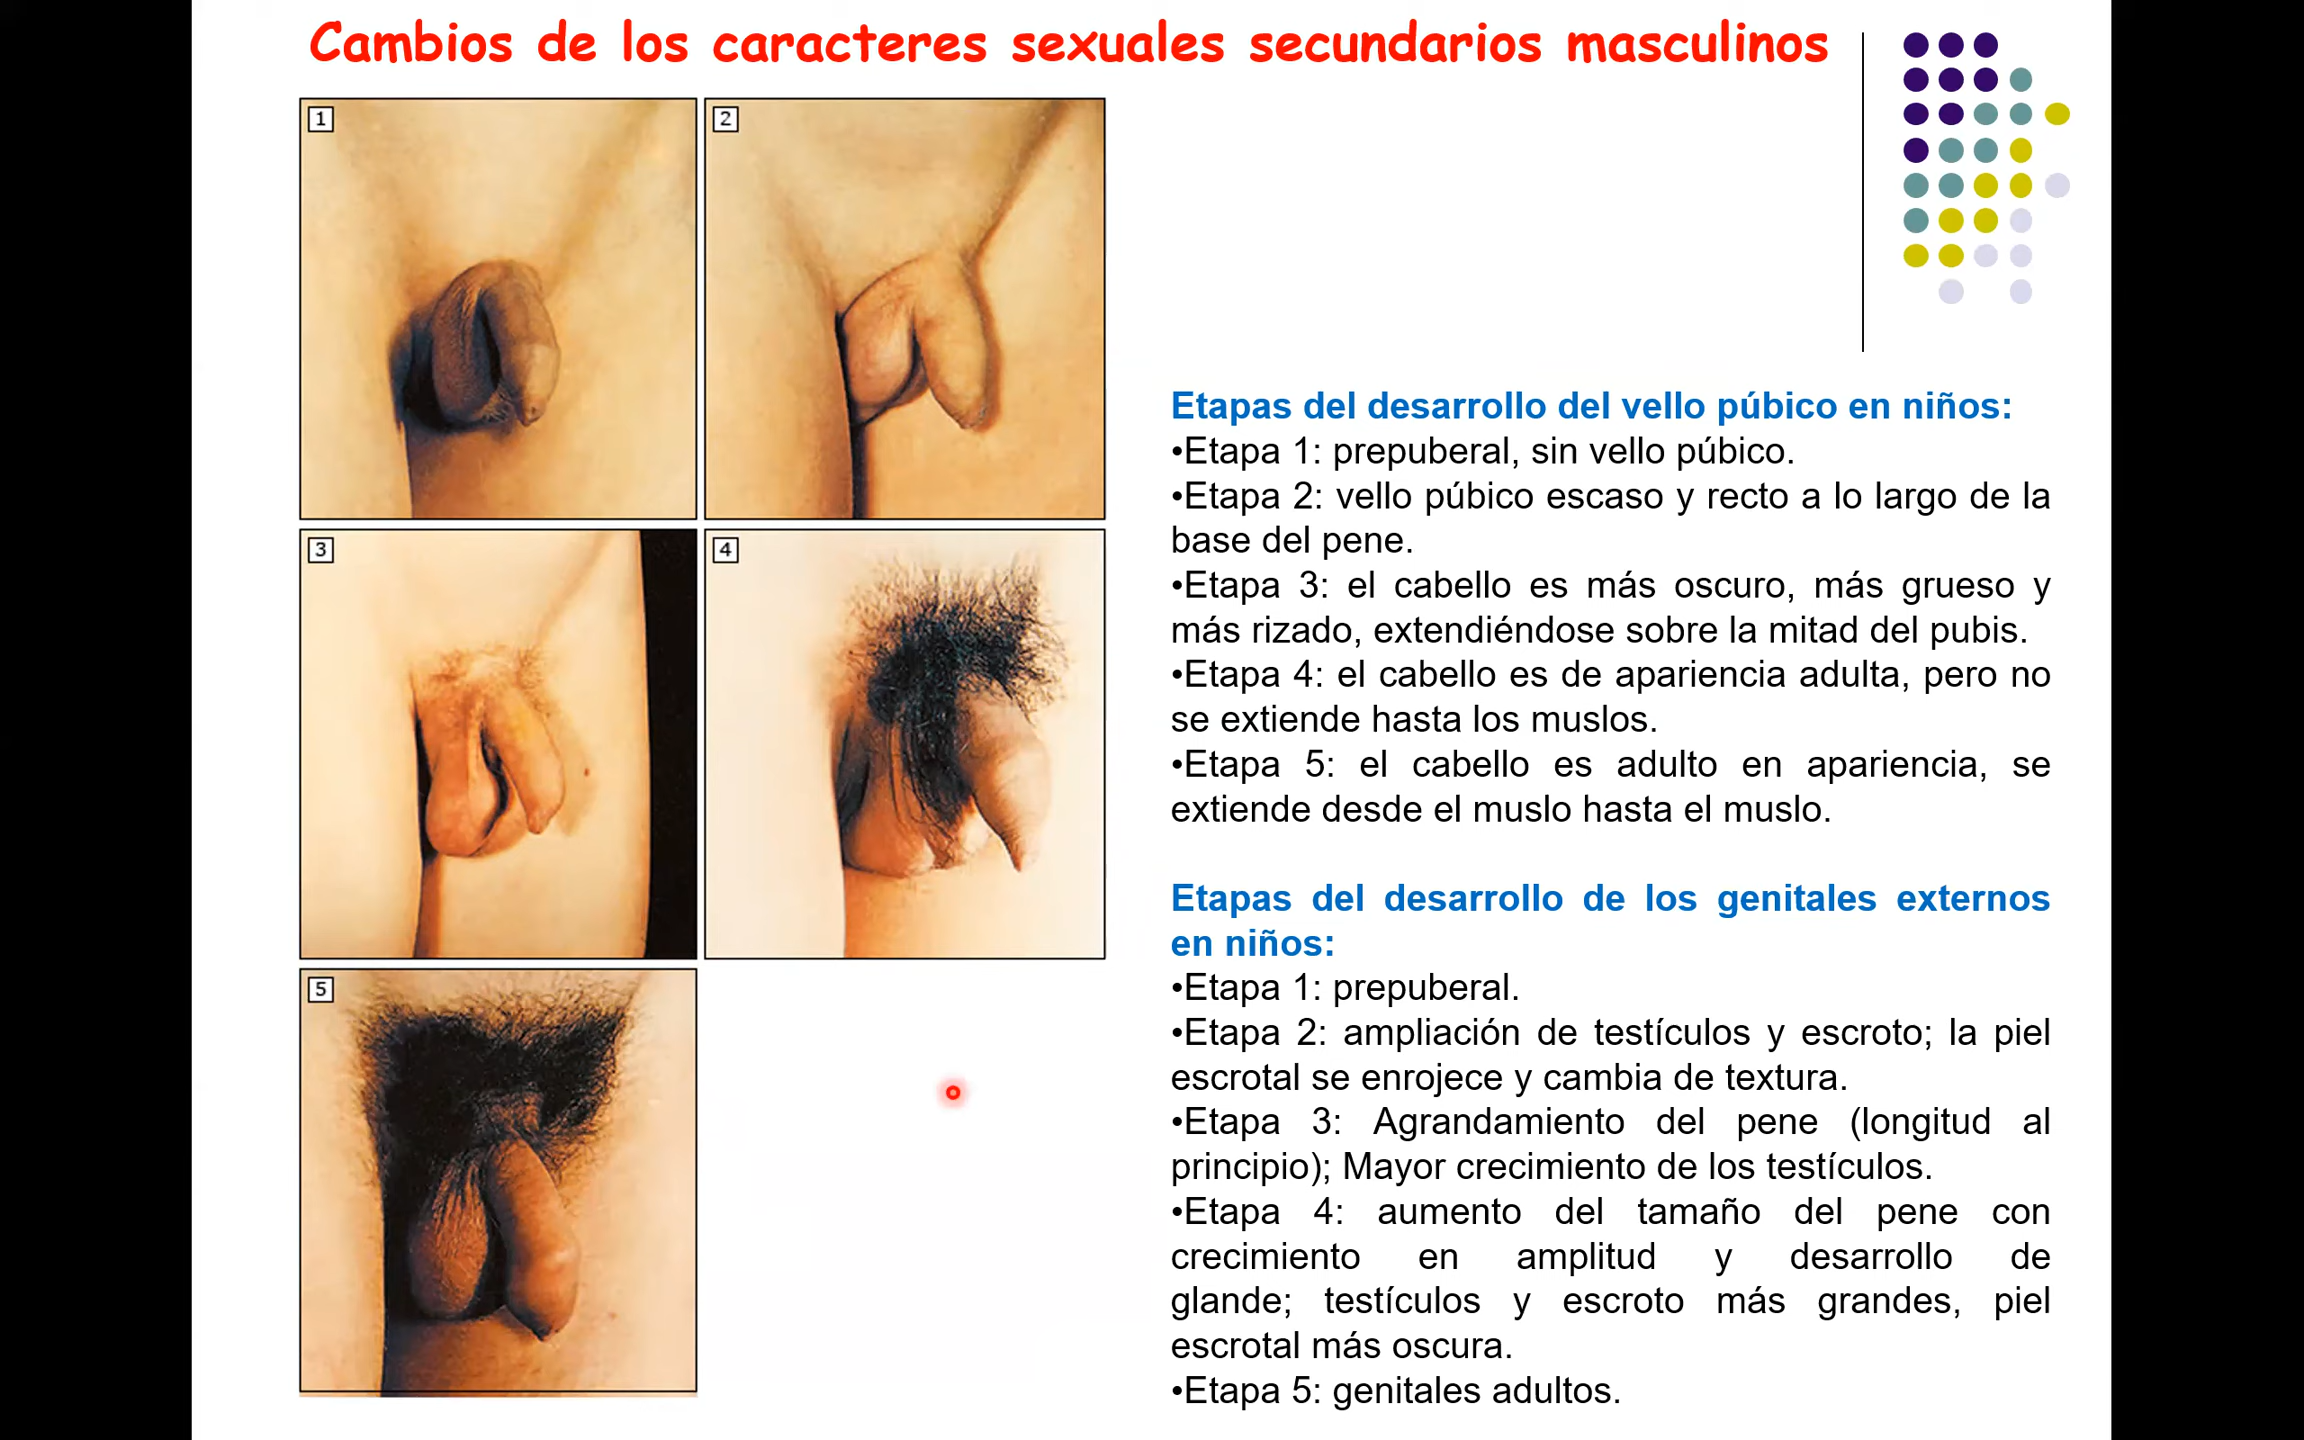 Cambios de los caracteres sexuales secundarios masculinos
1
2
3
4
5
Etapas del desarrollo del vello púbico en niños:
•Etapa 1: prepuberal, sin vello púbico.
•Etapa 2: vello púbico escaso y recto a lo largo de la
base del pene.
•Etapa 3: el cabello es más oscuro, más grueso y
más rizado, extendiéndose sobre la mitad del pubis.
•Etapa 4: el cabello es de apariencia adulta, pero no
se extiende hasta los muslos.
•Etapa 5: el cabello es adulto en apariencia, se
extiende desde el muslo hasta el muslo.
Etapas del desarrollo de los genitales externos
en niños:
•Etapa 1: prepuberal.
•Etapa 2: ampliación de testículos y escroto; la piel
escrotal se enrojece y cambia de textura.
•Etapa 3: Agrandamiento del pene (longitud al
principio); Mayor crecimiento de los testículos.
•Etapa 4: aumento del tamaño del pene con
crecimiento en amplitud y desarrollo de
glande; testículos y escroto más grandes, piel
escrotal más oscura.
•Etapa 5: genitales adultos.